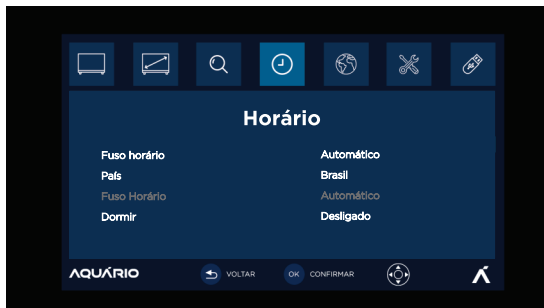 Horário
Fuso horário Automático
País Brasil
Fuso Horário Automático
Dormir Desligado
AQUÁRIO VOLTAR OK CONFIRMAR